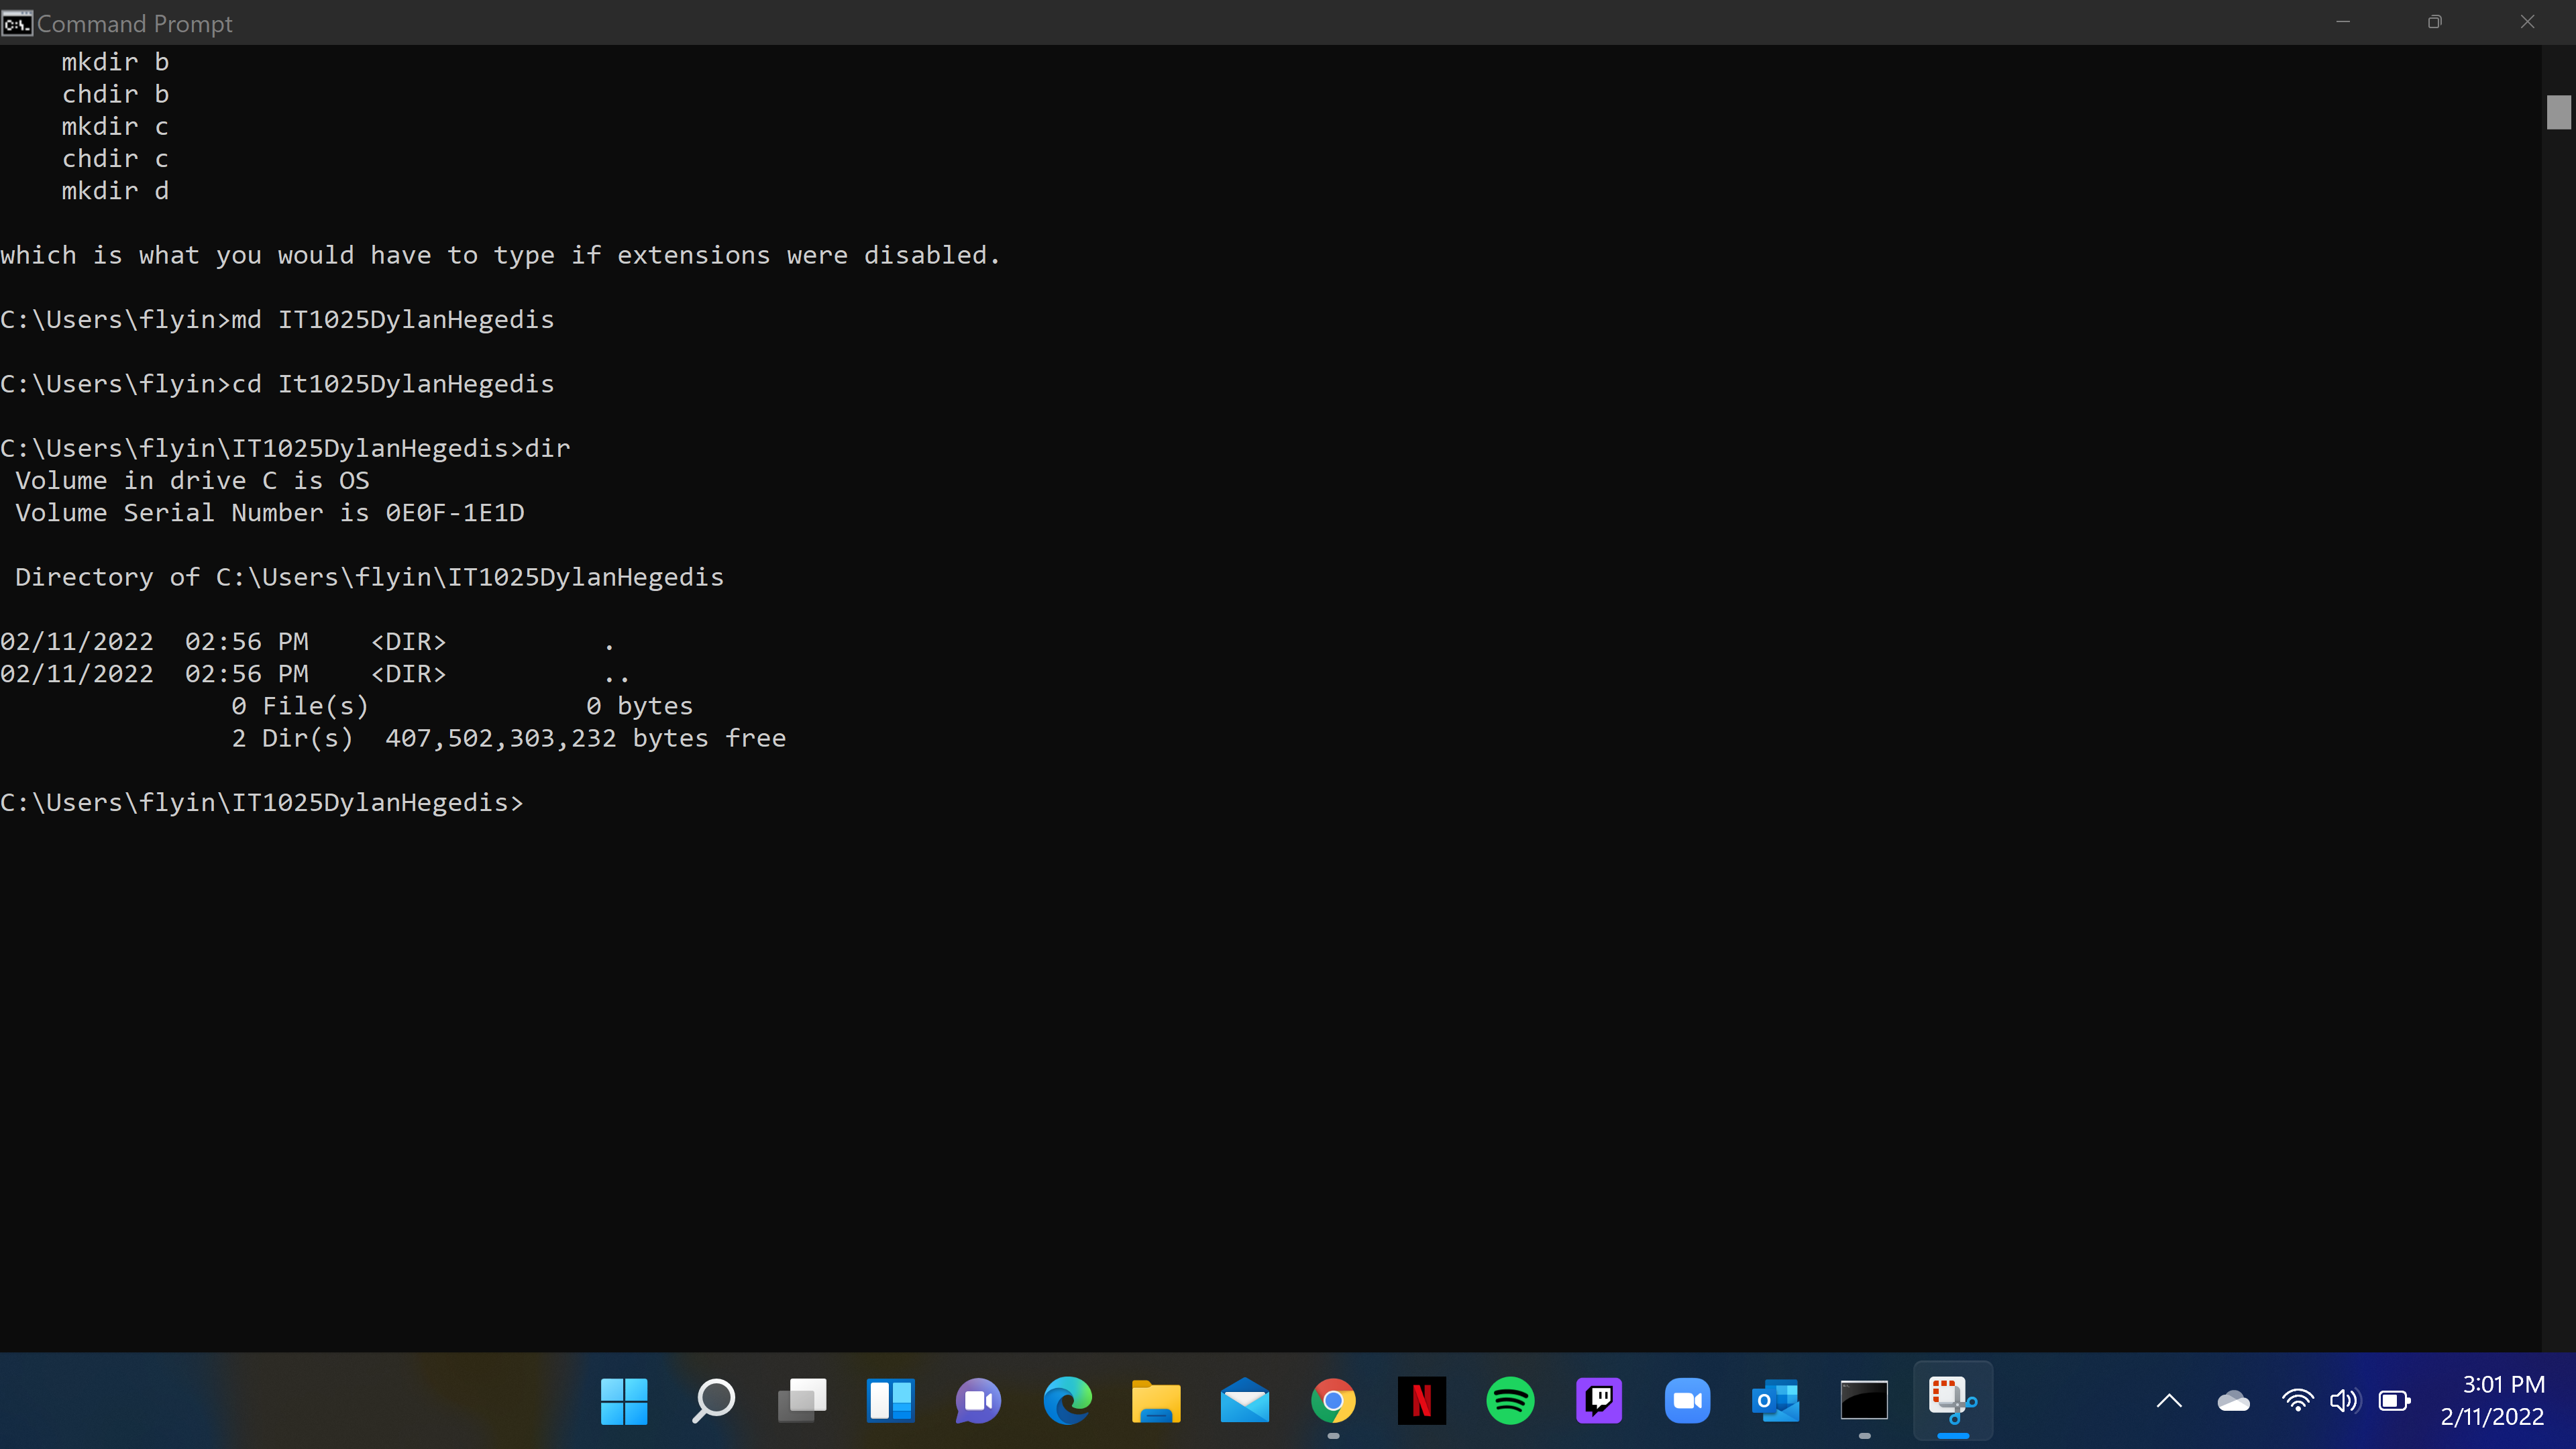 Command Prompt
mkdir b
chdir b
mkdir c
chdir c
mkdir d
which is what you would have to type if extensions were disabled.
C:\Users\flyin>md IT1025DylanHegedis
C:\Users\flyin>cd It1025DylanHegedis
C:\Users\flyin\IT1025DylanHegedis>dir
Volume in drive C is OS
Volume Serial Number is 0E0F-1E1D
Directory of C:\Users\flyin\IT1025DylanHegedis
02/11/2022  02:56 PM    <DIR>          .
02/11/2022  02:56 PM    <DIR>          ..
0 File(s)              0 bytes
2 Dir(s)  407,502,303,232 bytes free
C:\Users\flyin\IT1025DylanHegedis>
3:01 PM
2/11/2022